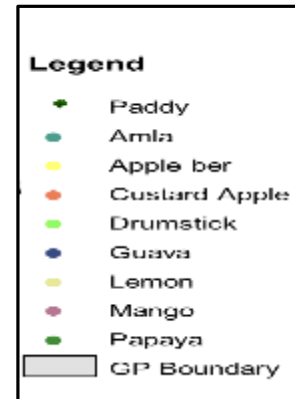 Legend
Paddy
Amla
Apple ber
Custard Apple
Drumstick
Guava
Lemon
Mango
Papaya
GP Boundary